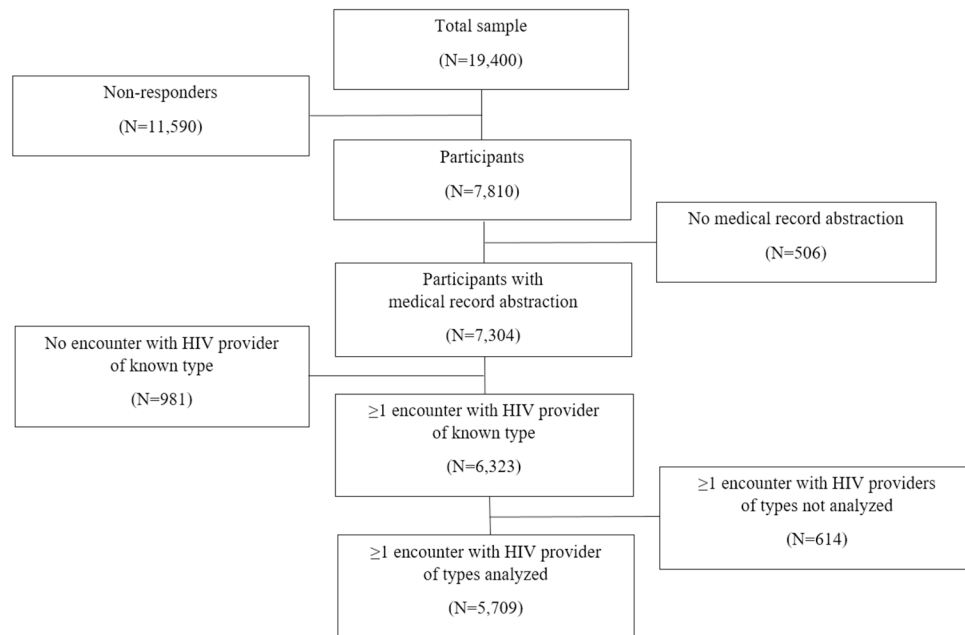 Total sample
(N=19,400)
Non-responders
(N=11,590)
Participants
(N=7,810)
No medical record abstraction
(N=506)
Participants with
medical record abstraction
(N=7,304)
No encounter with HIV provider
of known type
(N=981)
≥1 encounter with HIV provider
of known type
(N=6,323)
≥1 encounter with HIV providers
of types not analyzed
(N=614)
≥1 encounter with HIV provider
of types analyzed
(N=5,709)